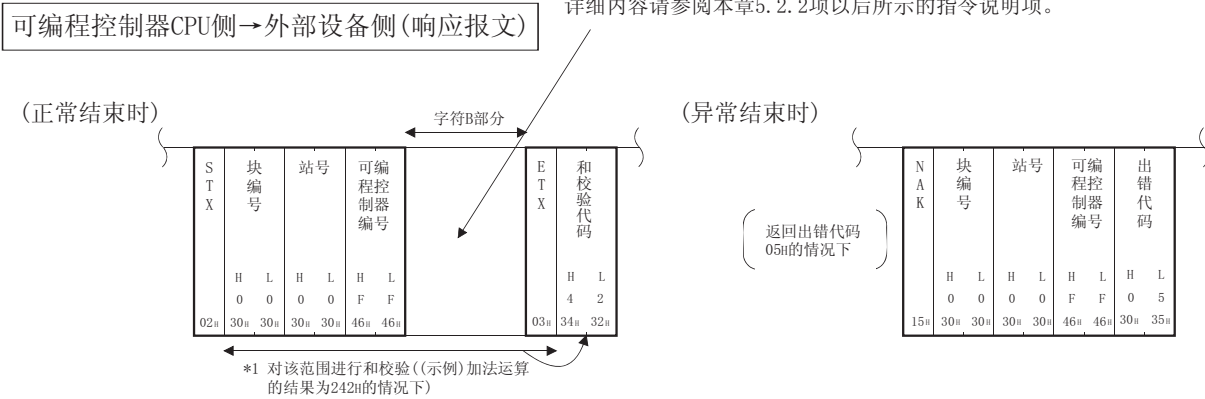 详细内容请参阅本章5.2.2项以后所示的指令说明项。
可编程控制器CPU侧→外部设备侧(响应报文)
(正常结束时)
字符B部分
STX
块编号
站号
可编程控制器编号
ETX
和校验代码
H L H L H L H L
0 0 0 0 F F 4 2
02H 30H 30H 30H 30H 46H 46H 03H 34H 32H
*1 对该范围进行和校验((示例)加法运算
的结果为242H的情况下)
(异常结束时)
返回出错代码
05H的情况下
NAK
块编号
站号
可编程控制器编号
出错代码
H L H L H L H L
0 0 0 0 F F 0 5
15H 30H 30H 30H 30H 46H 46H 30H 35H